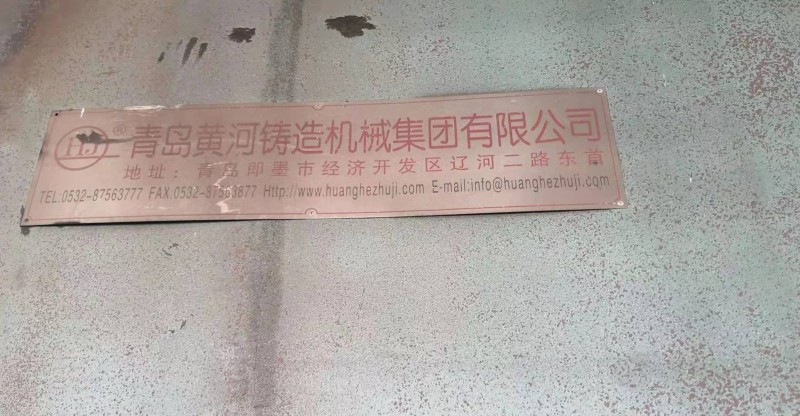 HJ ® 青岛黄河铸造机械集团有限公司
地址：青岛即墨市经济开发区辽河二路东首
TEL:0532-87563777 FAX.0532-87563877 Http://www.huanghezhuji.com E-mail:info@huanghezhuji.com